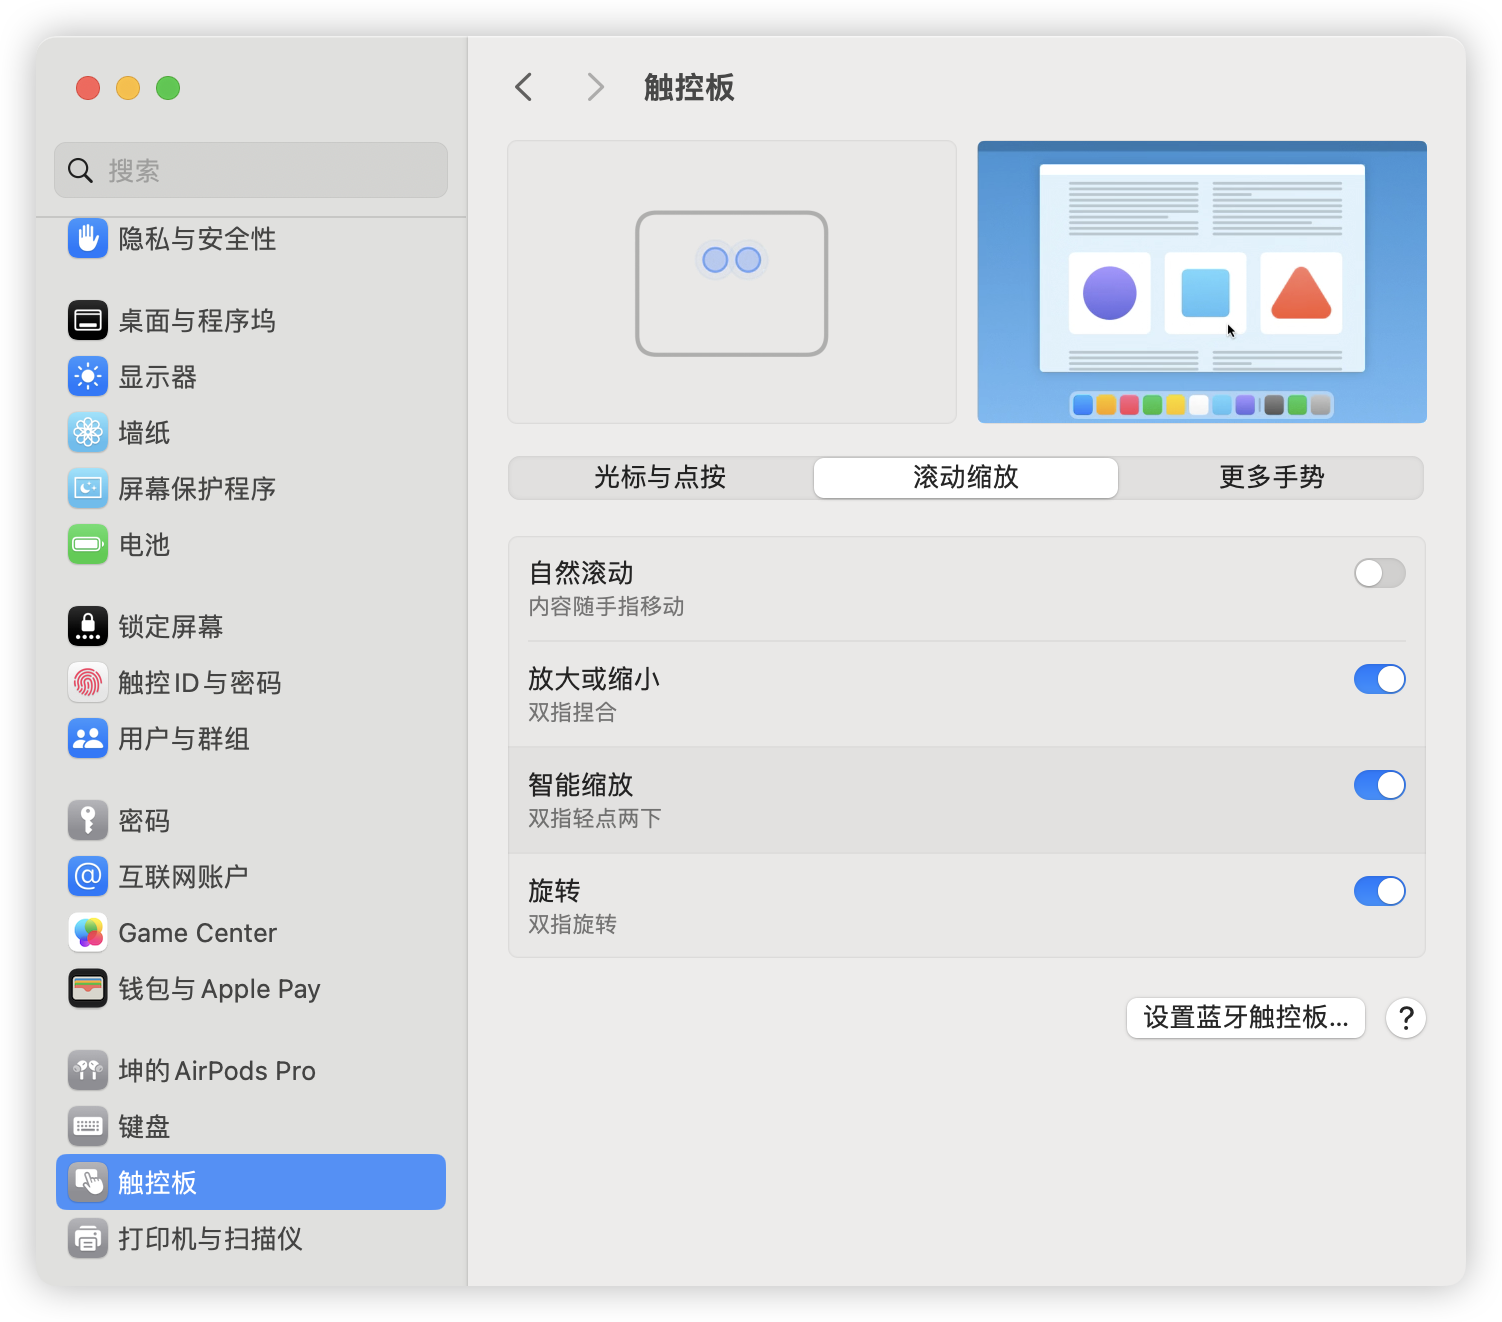 搜索
隐私与安全性
桌面与程序坞
显示器
墙纸
屏幕保护程序
电池
锁定屏幕
触控 ID 与密码
用户与群组
密码
互联网账户
Game Center
钱包与 Apple Pay
坤的 AirPods Pro
键盘
触控板
打印机与扫描仪
触控板
光标与点按
滚动缩放
更多手势
自然滚动
内容随手指移动
放大或缩小
双指捏合
智能缩放
双指轻点两下
旋转
双指旋转
设置蓝牙触控板...
?